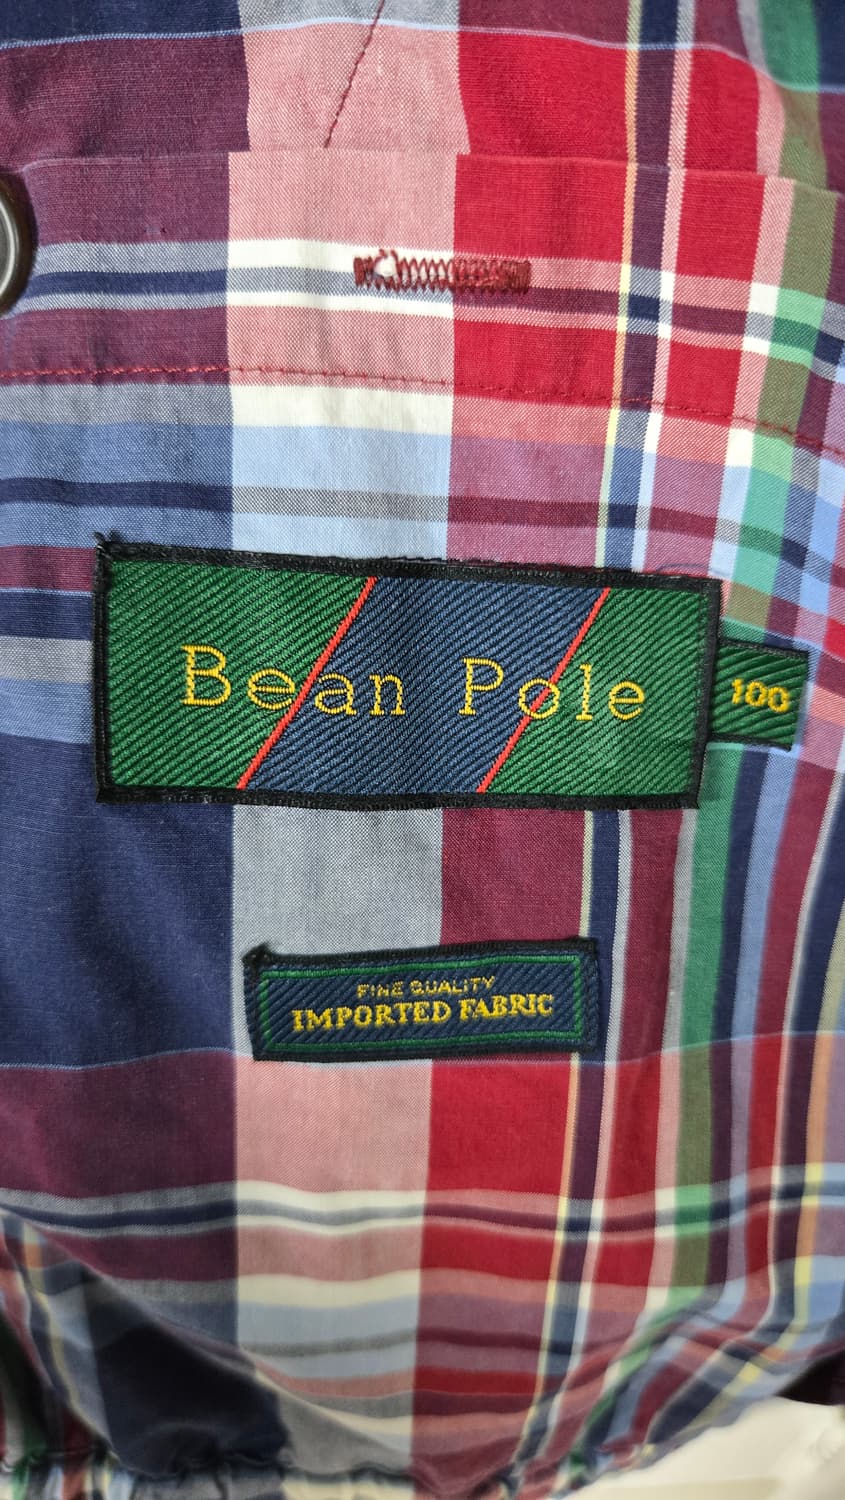 Bean Pole
100
FINE QUALITY
IMPORTED FABRIC